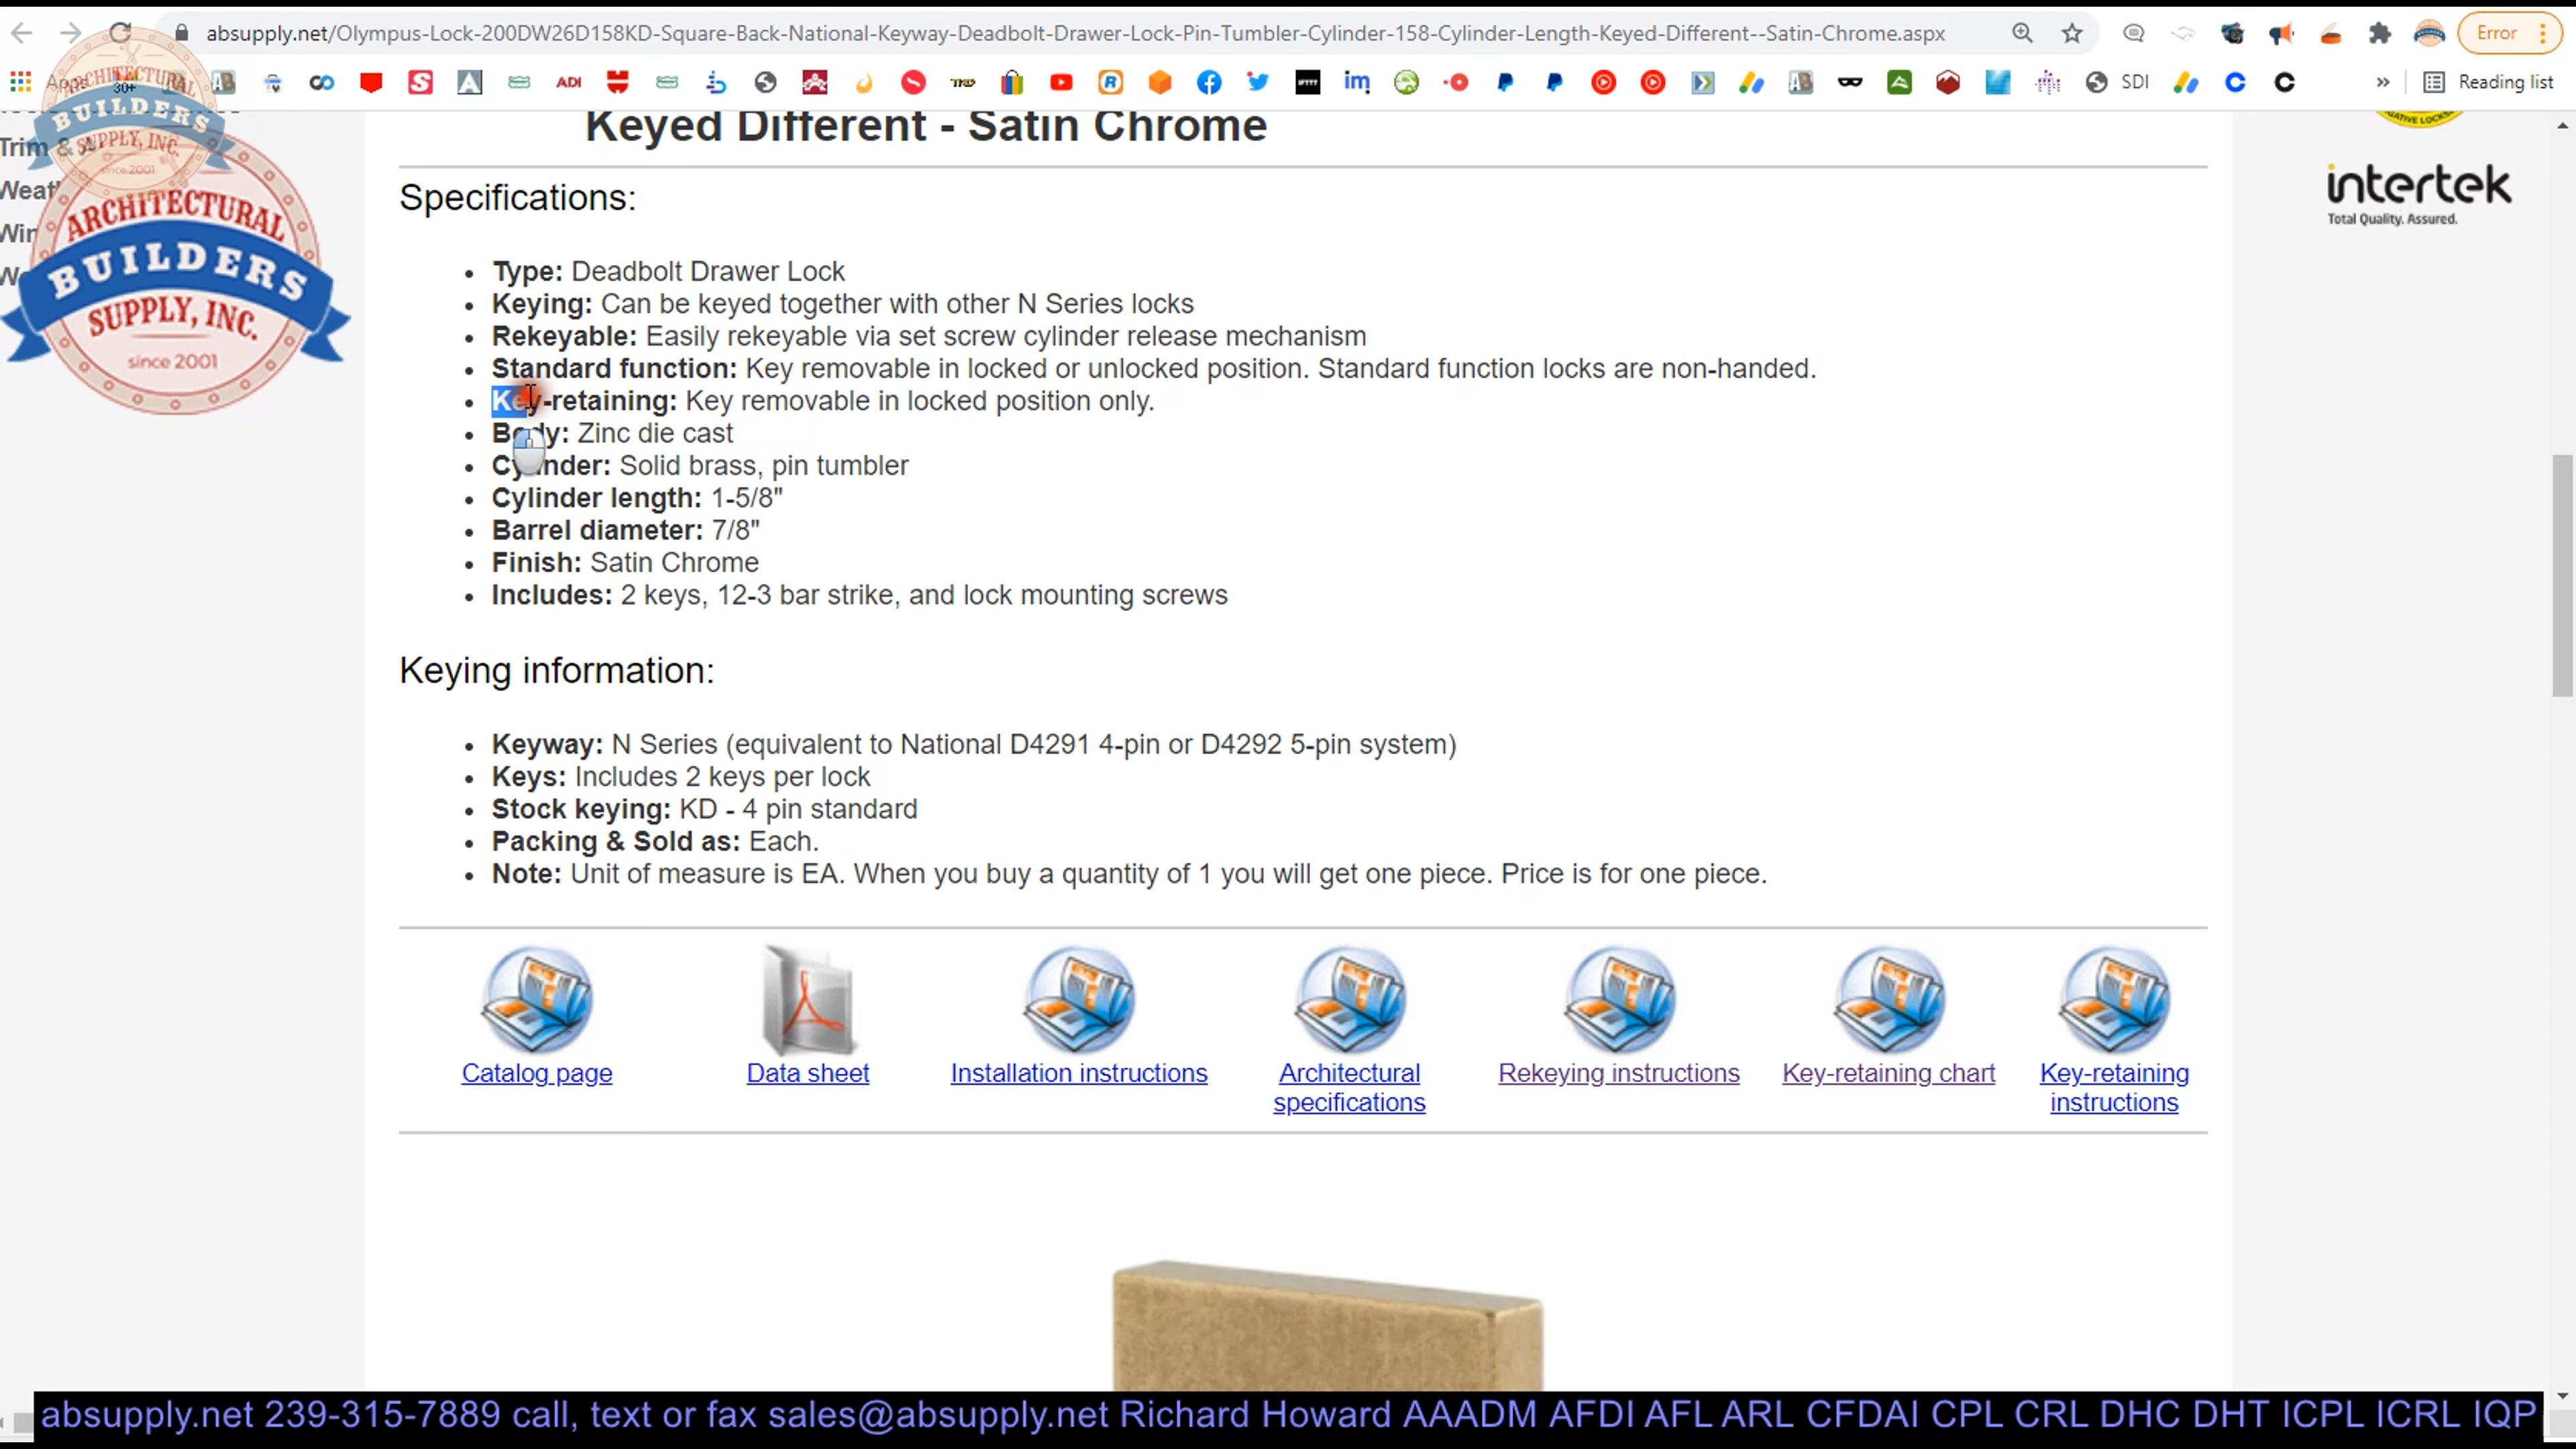 absupply.net/Olympus-Lock-200DW26D158KD-Square-Back-National-Keyway-Deadbolt-Drawer-Lock-Pin-Tumbler-Cylinder-158-Cylinder-Length-Keyed-Different--Satin-Chrome.aspx
Error
Apps
30+
ADI
SDI
Reading list
ARCHITECTURAL
BUILDERS
SUPPLY, INC.
since 2001
Trim &
ARCHITECTURAL
BUILDERS
SUPPLY, INC.
since 2001
Keyed Different - Satin Chrome
intertek
Total Quality. Assured.
Specifications:
Type: Deadbolt Drawer Lock
Keying: Can be keyed together with other N Series locks
Rekeyable: Easily rekeyable via set screw cylinder release mechanism
Standard function: Key removable in locked or unlocked position. Standard function locks are non-handed.
Key-retaining: Key removable in locked position only.
Body: Zinc die cast
Cylinder: Solid brass, pin tumbler
Cylinder length: 1-5/8"
Barrel diameter: 7/8"
Finish: Satin Chrome
Includes: 2 keys, 12-3 bar strike, and lock mounting screws
Keying information:
Keyway: N Series (equivalent to National D4291 4-pin or D4292 5-pin system)
Keys: Includes 2 keys per lock
Stock keying: KD - 4 pin standard
Packing & Sold as: Each.
Note: Unit of measure is EA. When you buy a quantity of 1 you will get one piece. Price is for one piece.
Catalog page
Data sheet
Installation instructions
Architectural
specifications
Rekeying instructions
Key-retaining chart
Key-retaining
instructions
absupply.net 239-315-7889 call, text or fax sales@absupply.net Richard Howard AAADM AFDI AFL ARL CFDAI CPL CRL DHC DHT ICPL ICRL IQP